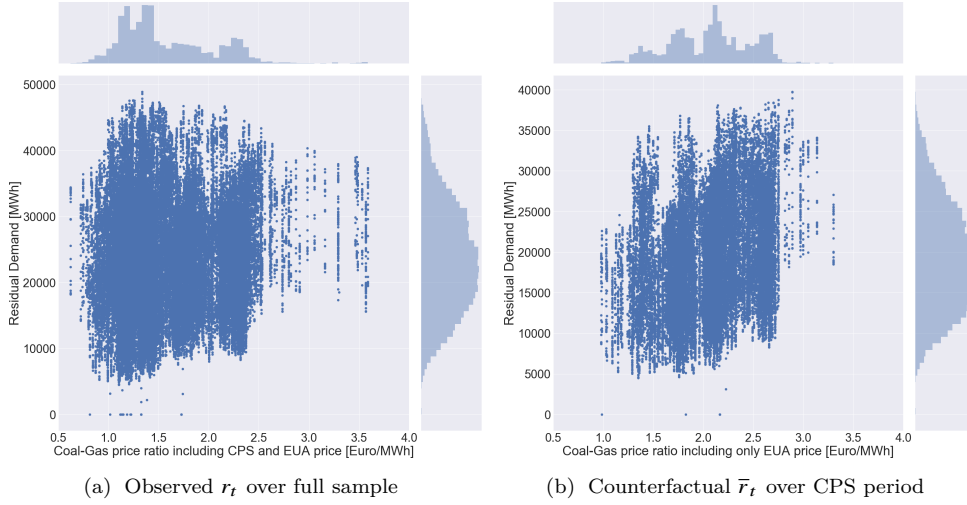 50000
40000
30000
20000
10000
0
Residual Demand [MWh]
0.5 1.0 1.5 2.0 2.5 3.0 3.5 4.0
Coal-Gas price ratio including CPS and EUA price [Euro/MWh]
(a) Observed r_t over full sample
40000
35000
30000
25000
20000
15000
10000
5000
0
Residual Demand [MWh]
0.5 1.0 1.5 2.0 2.5 3.0 3.5 4.0
Coal-Gas price ratio including only EUA price [Euro/MWh]
(b) Counterfactual r̅_t over CPS period